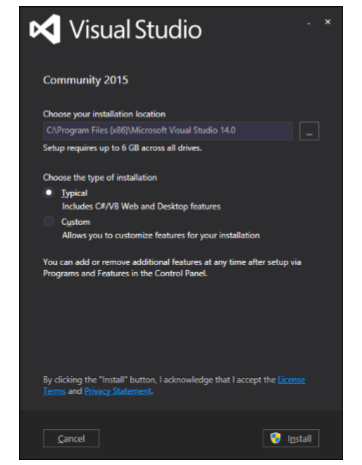 Visual Studio
Community 2015
Choose your installation location
C:\Program Files (x86)\Microsoft Visual Studio 14.0
...
Setup requires up to 6 GB across all drives.
Choose the type of installation
Typical
Includes C#/VB Web and Desktop features
Custom
Allows you to customize features for your installation
You can add or remove additional features at any time after setup via
Programs and Features in the Control Panel.
By clicking the "Install" button, I acknowledge that I accept the License
Terms and Privacy Statement.
Cancel
Install